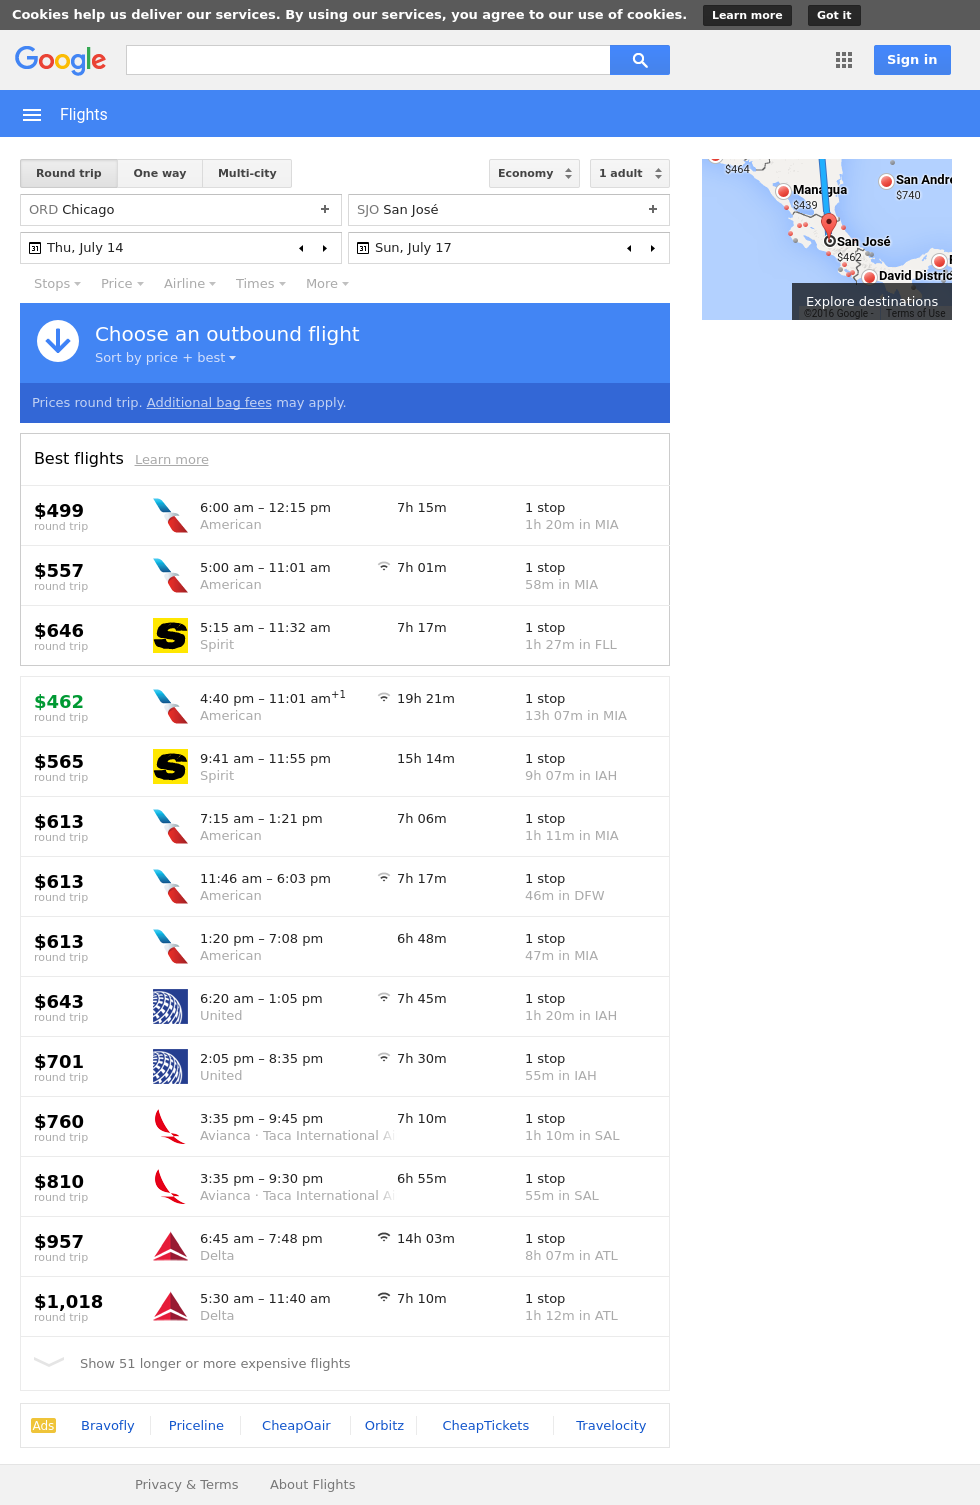 Cookies help us deliver our services. By using our services, you agree to our use of cookies. Learn more Got it
Google Sign in
Flights
Round trip One way Multi-city Economy 1 adult
ORD Chicago + SJO San José +
31 Thu, July 14 31 Sun, July 17
Stops Price Airline Times More
Choose an outbound flight
Sort by price + best
Prices round trip. Additional bag fees may apply.
$464
Managua
$439
San Andre
$740
San José
$462
David Distric
Explore destinations
©2016 Google - Terms of Use
Best flights Learn more
$499 6:00 am – 12:15 pm 7h 15m 1 stop
round trip American 1h 20m in MIA
$557 5:00 am – 11:01 am 7h 01m 1 stop
round trip American 58m in MIA
$646 5:15 am – 11:32 am 7h 17m 1 stop
round trip Spirit 1h 27m in FLL
$462 4:40 pm – 11:01 am+1 19h 21m 1 stop
round trip American 13h 07m in MIA
$565 9:41 am – 11:55 pm 15h 14m 1 stop
round trip Spirit 9h 07m in IAH
$613 7:15 am – 1:21 pm 7h 06m 1 stop
round trip American 1h 11m in MIA
$613 11:46 am – 6:03 pm 7h 17m 1 stop
round trip American 46m in DFW
$613 1:20 pm – 7:08 pm 6h 48m 1 stop
round trip American 47m in MIA
$643 6:20 am – 1:05 pm 7h 45m 1 stop
round trip United 1h 20m in IAH
$701 2:05 pm – 8:35 pm 7h 30m 1 stop
round trip United 55m in IAH
$760 3:35 pm – 9:45 pm 7h 10m 1 stop
round trip Avianca · Taca International A 1h 10m in SAL
$810 3:35 pm – 9:30 pm 6h 55m 1 stop
round trip Avianca · Taca International A 55m in SAL
$957 6:45 am – 7:48 pm 14h 03m 1 stop
round trip Delta 8h 07m in ATL
$1,018 5:30 am – 11:40 am 7h 10m 1 stop
round trip Delta 1h 12m in ATL
Show 51 longer or more expensive flights
Ads Bravofly Priceline CheapOair Orbitz CheapTickets Travelocity
Privacy & Terms About Flights